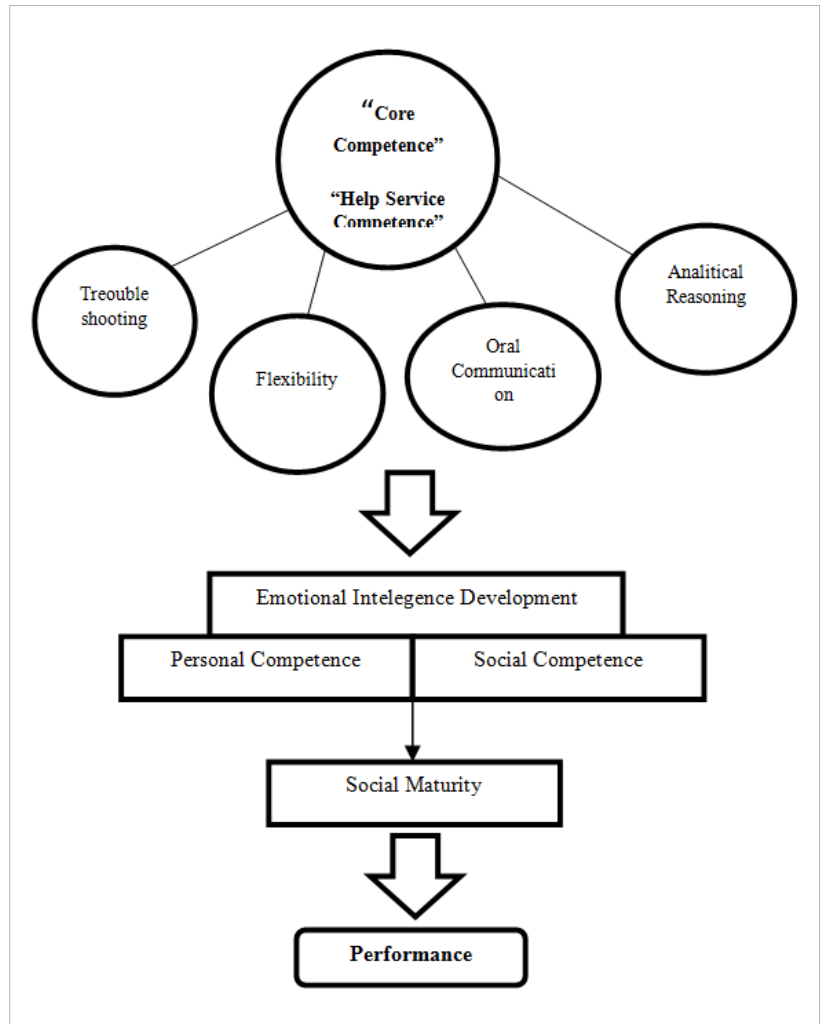 “Core
Competence”
“Help Service
Competence”
Treouble
shooting
Flexibility
Oral
Communicati
on
Analitical
Reasoning
Emotional Intelegence Development
Personal Competence
Social Competence
Social Maturity
Performance